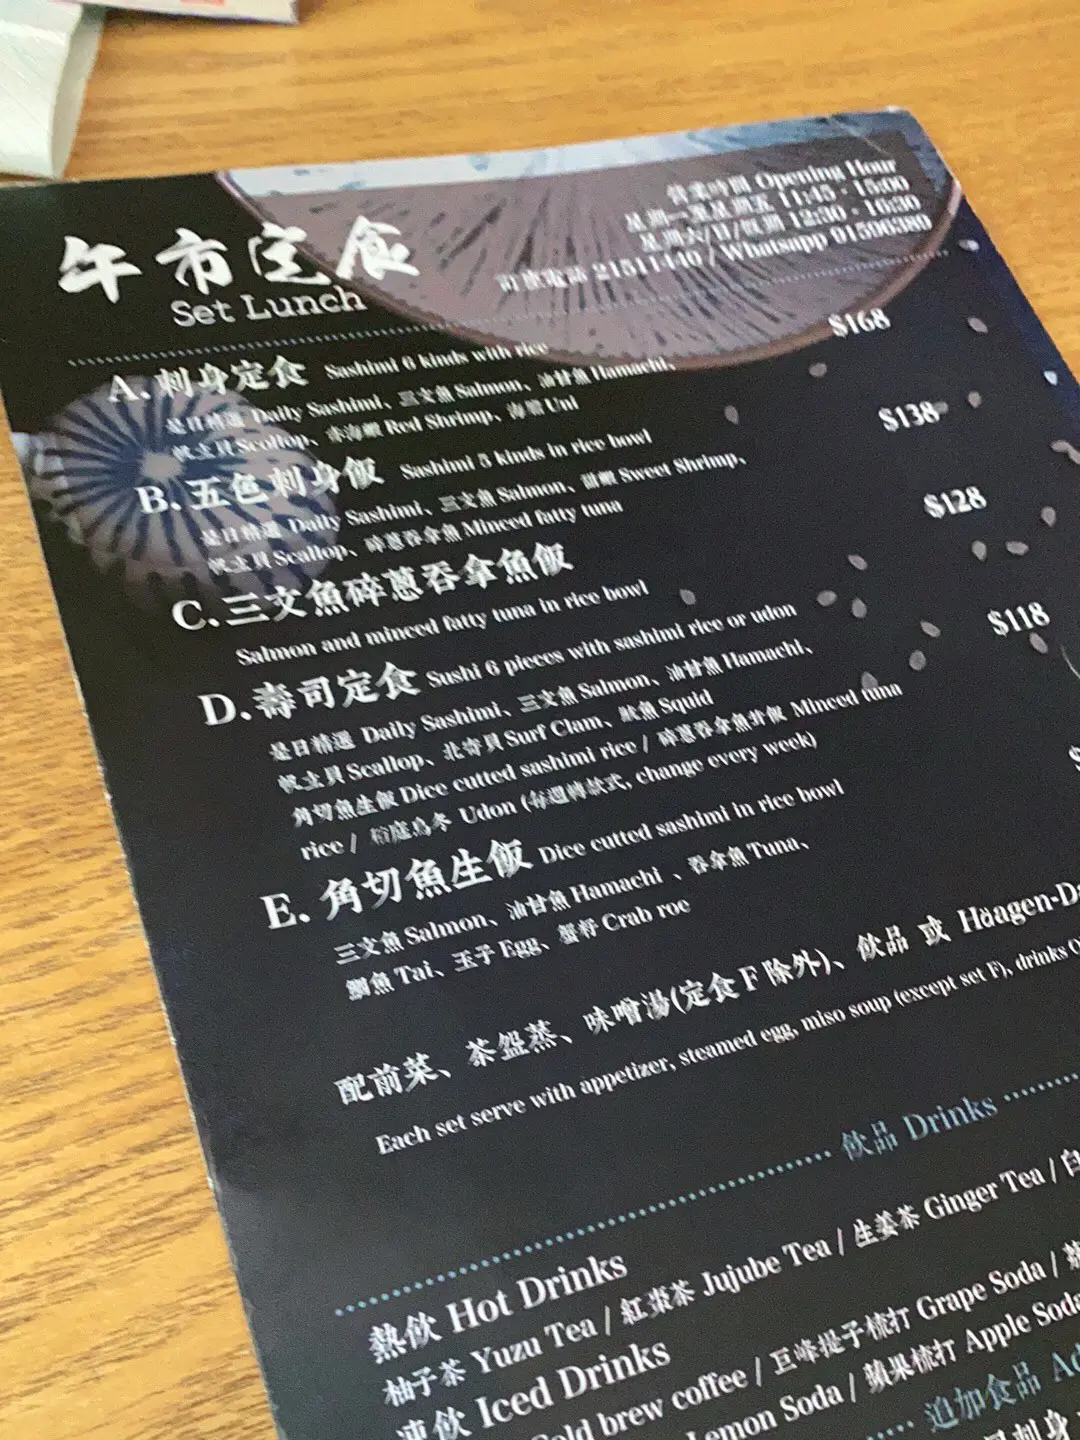 午市定食
Set Lunch
營業時間 Opening Hour
星期一至星期五 11:45 - 15:00
星期六/日/假期 12:30 - 16:30
訂座電話 21511440 / Whatsapp 91506380
A. 刺身定食 Sashimi 6 kinds with rice $168
是日精選 Daily Sashimi、三文魚 Salmon、油甘魚 Hamachi、
帆立貝 Scallop、赤海蝦 Red Shrimp、海膽 Uni
B. 五色刺身飯 Sashimi 5 kinds in rice bowl $138
是日精選 Daily Sashimi、三文魚 Salmon、甜蝦 Sweet Shrimp、
帆立貝 Scallop、碎蔥吞拿魚 Minced fatty tuna
C. 三文魚碎蔥吞拿魚飯 $128
Salmon and minced fatty tuna in rice bowl
D. 壽司定食 Sushi 6 pieces with sashimi rice or udon $118
是日精選 Daily Sashimi、三文魚 Salmon、油甘魚 Hamachi、
帆立貝 Scallop、北寄貝 Surf Clam、魷魚 Squid
角切魚生飯 Dice cutted sashimi rice / 碎蔥吞拿魚丼飯 Minced tuna
rice / 稻庭烏冬 Udon (每週轉款式, change every week)
E. 角切魚生飯 Dice cutted sashimi in rice bowl $
三文魚 Salmon、油甘魚 Hamachi 、吞拿魚 Tuna、
鯛魚 Tai、玉子 Egg、蟹籽 Crab roe
配前菜、茶碗蒸、味噌湯(定食 F 除外)、飲品 或 Häagen-D
Each set serve with appetizer, steamed egg, miso soup (except set F), drinks
飲品 Drinks
熱飲 Hot Drinks
柚子茶 Yuzu Tea / 紅棗茶 Jujube Tea / 生姜茶 Ginger Tea /
凍飲 Iced Drinks
Cold brew coffee / 巨峰提子梳打 Grape Soda /
Lemon Soda / 蘋果梳打 Apple Soda
追加食品
刺身